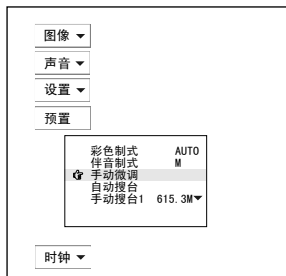 图像
声音
设置
预置
彩色制式 AUTO
伴音制式 M
手动微调
自动搜台
手动搜台1 615.3M
时钟